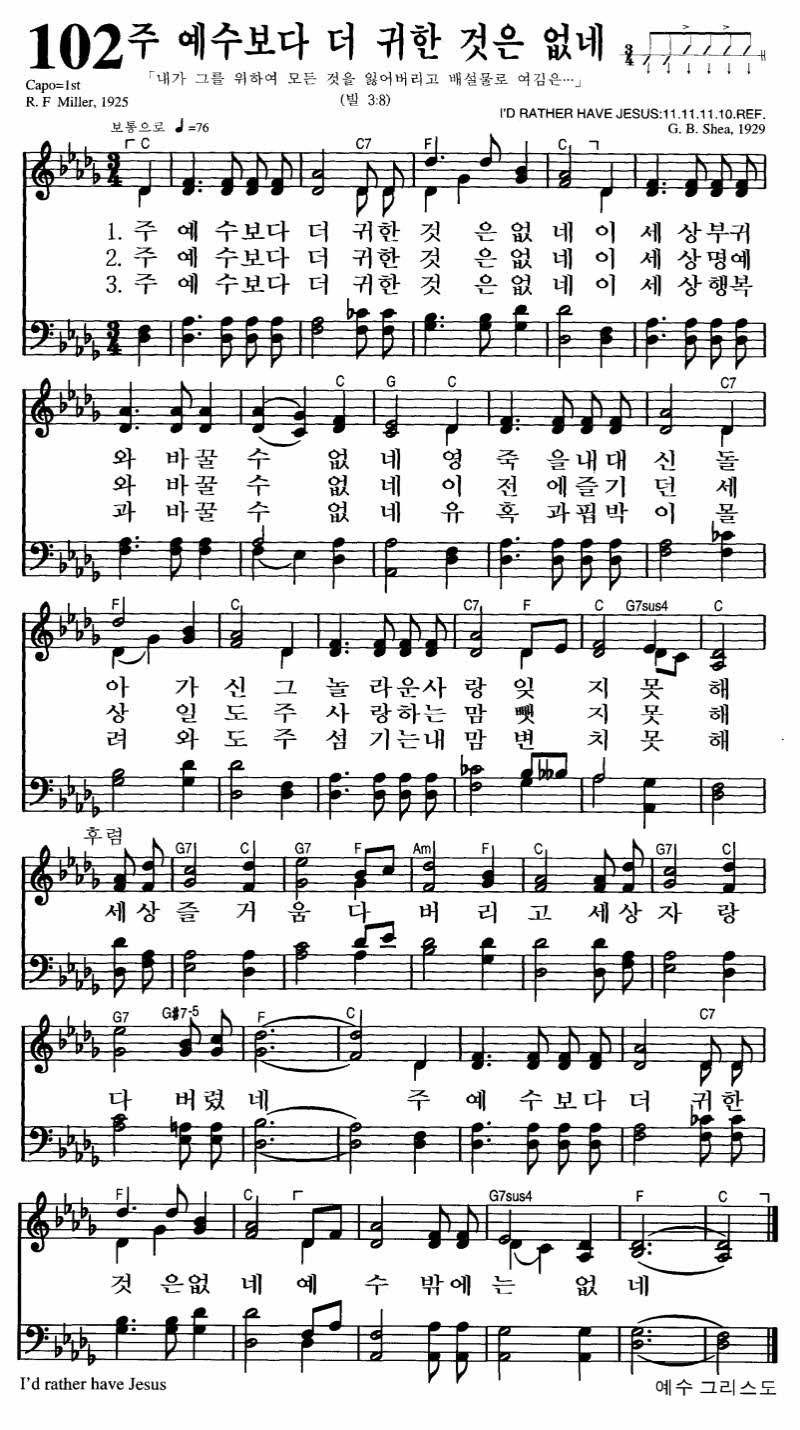 102 주 예수보다 더 귀한 것은 없네
Capo=1st 「내가 그를 위하여 모든 것을 잃어버리고 배설물로 여김은…」
R. F Miller, 1925 (빌 3:8)
I'D RATHER HAVE JESUS:11.11.11.10.REF.
G. B. Shea, 1929
보통으로 ♩=76
3/4
C C7 F C
1. 주 예 수보다 더 귀한 것 은없 네 이 세 상부귀
2. 주 예 수보다 더 귀한 것 은없 네 이 세 상명예
3. 주 예 수보다 더 귀한 것 은없 네 이 세 상행복
C G C C7
와 바꿀 수 없 네 영 죽 을내대 신 돌
와 바꿀 수 없 네 이 전 에즐기 던 세
과 바꿀 수 없 네 유 혹 과핍박 이 몰
F C C7 F C G7sus4 C
아 가 신 그 놀 라운사 랑 잊 지 못 해
상 일 도 주 사 랑하는 맘 뺏 지 못 해
려 와 도 주 섬 기는내 맘 변 치 못 해
후렴
G7 C G7 F Am F C G7 C
세 상 즐 거 움 다 버 리 고 세 상 자 랑
G7 G#7-5 F C C7
다 버렸 네 주 예 수보다 더 귀한
F C G7sus4 F C
것 은없 네 예 수 밖에 는 없 네
I'd rather have Jesus 예수 그리스도